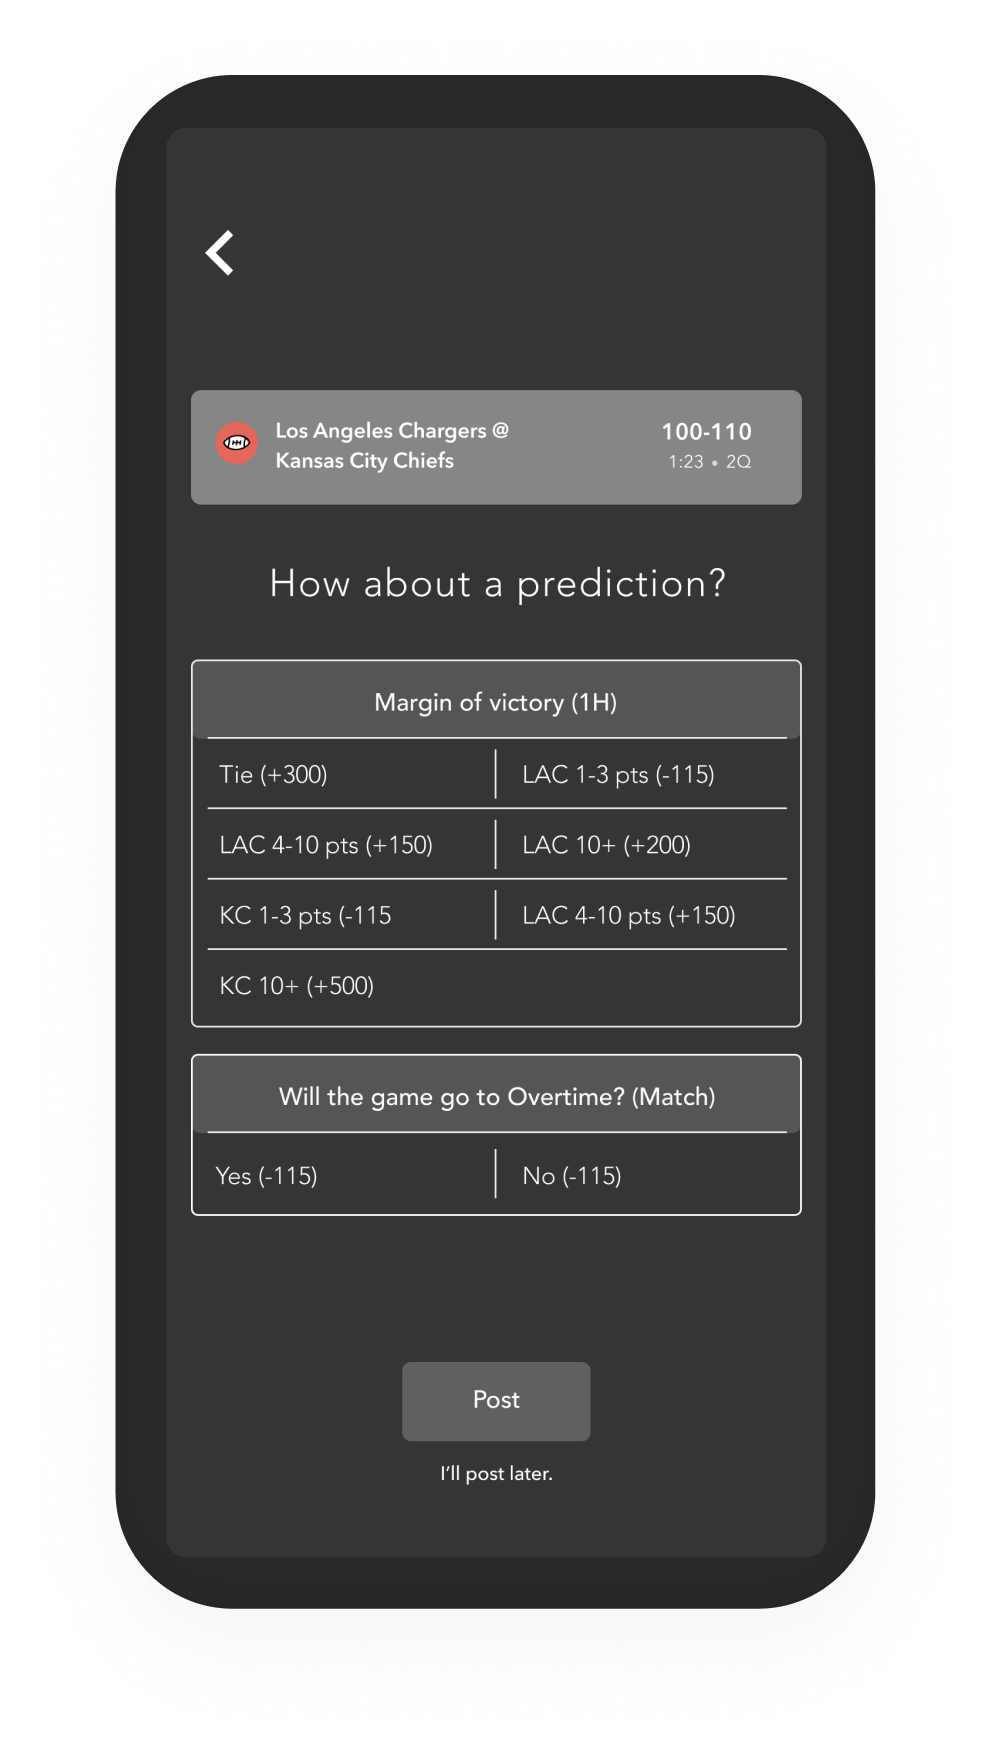 Los Angeles Chargers @
Kansas City Chiefs
100-110
1:23 • 2Q
How about a prediction?
Margin of victory (1H)
Tie (+300)
LAC 1-3 pts (-115)
LAC 4-10 pts (+150)
LAC 10+ (+200)
KC 1-3 pts (-115
LAC 4-10 pts (+150)
KC 10+ (+500)
Will the game go to Overtime? (Match)
Yes (-115)
No (-115)
Post
I'll post later.